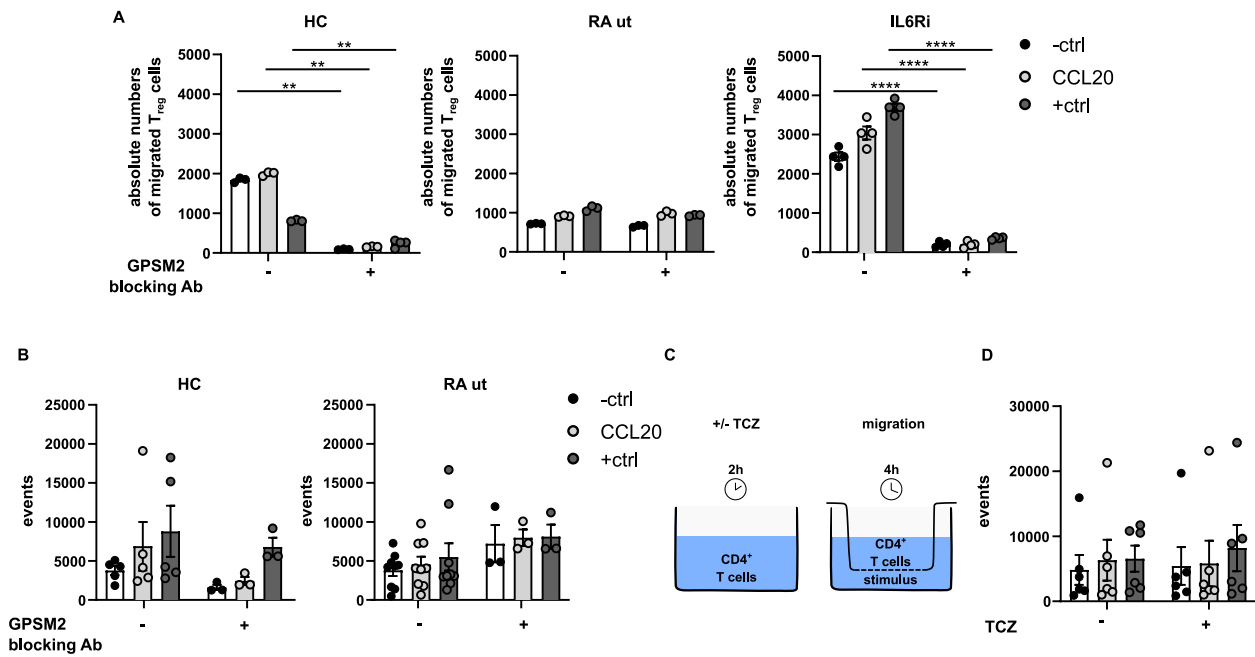 A
HC
RA ut
IL6Ri
absolute numbers
of migrated Treg cells
5000
4000
3000
2000
1000
0
**
**
**
absolute numbers
of migrated Treg cells
5000
4000
3000
2000
1000
0
absolute numbers
of migrated Treg cells
5000
4000
3000
2000
1000
0
****
****
****
-ctrl
CCL20
+ctrl
GPSM2
blocking Ab
- +
- +
- +
B
HC
RA ut
events
25000
20000
15000
10000
5000
0
events
25000
20000
15000
10000
5000
0
-ctrl
CCL20
+ctrl
GPSM2
blocking Ab
- +
- +
C
+/- TCZ
migration
2h
4h
CD4+
T cells
CD4+
T cells
stimulus
D
events
30000
20000
10000
0
TCZ
- +